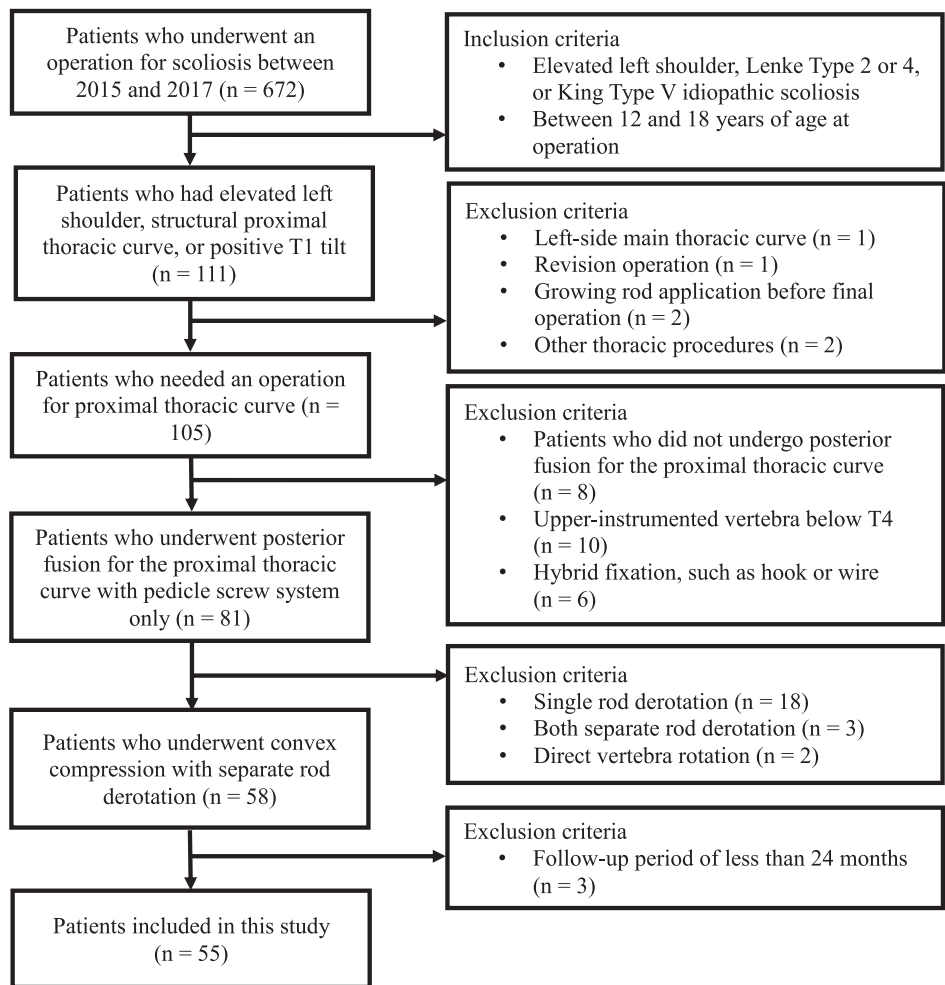 Patients who underwent an
operation for scoliosis between
2015 and 2017 (n = 672)
Inclusion criteria
• Elevated left shoulder, Lenke Type 2 or 4,
or King Type V idiopathic scoliosis
• Between 12 and 18 years of age at
operation
Patients who had elevated left
shoulder, structural proximal
thoracic curve, or positive T1 tilt
(n = 111)
Exclusion criteria
• Left-side main thoracic curve (n = 1)
• Revision operation (n = 1)
• Growing rod application before final
operation (n = 2)
• Other thoracic procedures (n = 2)
Patients who needed an operation
for proximal thoracic curve (n =
105)
Exclusion criteria
• Patients who did not undergo posterior
fusion for the proximal thoracic curve
(n = 8)
• Upper-instrumented vertebra below T4
(n = 10)
• Hybrid fixation, such as hook or wire
(n = 6)
Patients who underwent posterior
fusion for the proximal thoracic
curve with pedicle screw system
only (n = 81)
Exclusion criteria
• Single rod derotation (n = 18)
• Both separate rod derotation (n = 3)
• Direct vertebra rotation (n = 2)
Patients who underwent convex
compression with separate rod
derotation (n = 58)
Exclusion criteria
• Follow-up period of less than 24 months
(n = 3)
Patients included in this study
(n = 55)